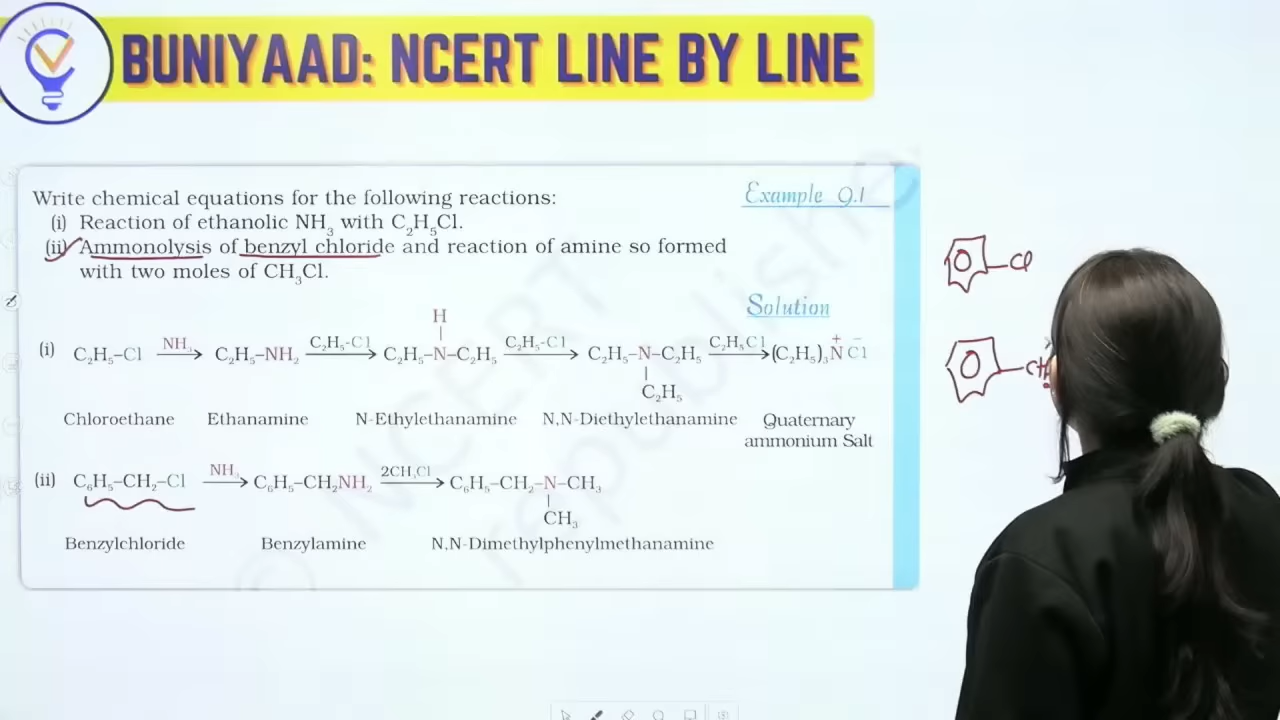 BUNIYAAD: NCERT LINE BY LINE
Write chemical equations for the following reactions:
Example 9.1
(i) Reaction of ethanolic NH₃ with C₂H₅Cl.
(ii) Ammonolysis of benzyl chloride and reaction of amine so formed
with two moles of CH₃Cl.
Solution
H
(i) C₂H₅–Cl NH₃ → C₂H₅–NH₂ C₂H₅-Cl → C₂H₅–N–C₂H₅ C₂H₅-Cl → C₂H₅–N–C₂H₅ C₂H₅Cl → (C₂H₅)₃N⁺ Cl⁻
C₂H₅
Chloroethane Ethanamine N-Ethylethanamine N,N-Diethylethanamine Quaternary
ammonium Salt
(ii) C₆H₅–CH₂–Cl NH₃ → C₆H₅–CH₂NH₂ 2CH₃Cl → C₆H₅–CH₂–N–CH₃
CH₃
Benzylchloride Benzylamine N,N-Dimethylphenylmethanamine
Cl
© NCERT
republishe